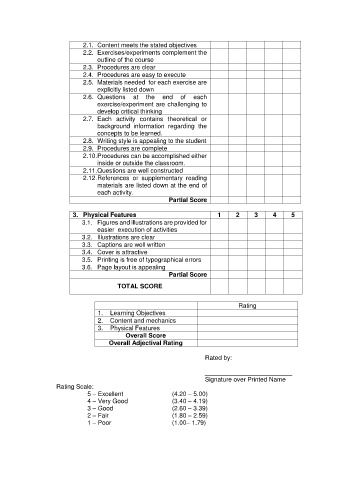 2.1. Content meets the stated objectives
2.2. Exercises/experiments complement the
outline of the course
2.3. Procedures are clear
2.4. Procedures are easy to execute
2.5. Materials needed for each exercise are
explicitly listed down
2.6. Questions at the end of each
exercise/experiment are challenging to
develop critical thinking
2.7. Each activity contains theoretical or
background information regarding the
concepts to be learned.
2.8. Writing style is appealing to the student
2.9. Procedures are complete
2.10.Procedures can be accomplished either
inside or outside the classroom.
2.11.Questions are well constructed
2.12.References or supplementary reading
materials are listed down at the end of
each activity.
Partial Score
3. Physical Features 1 2 3 4 5
3.1. Figures and illustrations are provided for
easier execution of activities
3.2. Illustrations are clear
3.3. Captions are well written
3.4. Cover is attractive
3.5. Printing is free of typographical errors
3.6. Page layout is appealing
Partial Score
TOTAL SCORE
Rating
1. Learning Objectives
2. Content and mechanics
3. Physical Features
Overall Score
Overall Adjectival Rating
Rated by:
Signature over Printed Name
Rating Scale:
5 – Excellent (4.20 – 5.00)
4 – Very Good (3.40 – 4.19)
3 – Good (2.60 – 3.39)
2 – Fair (1.80 – 2.59)
1 – Poor (1.00– 1.79)